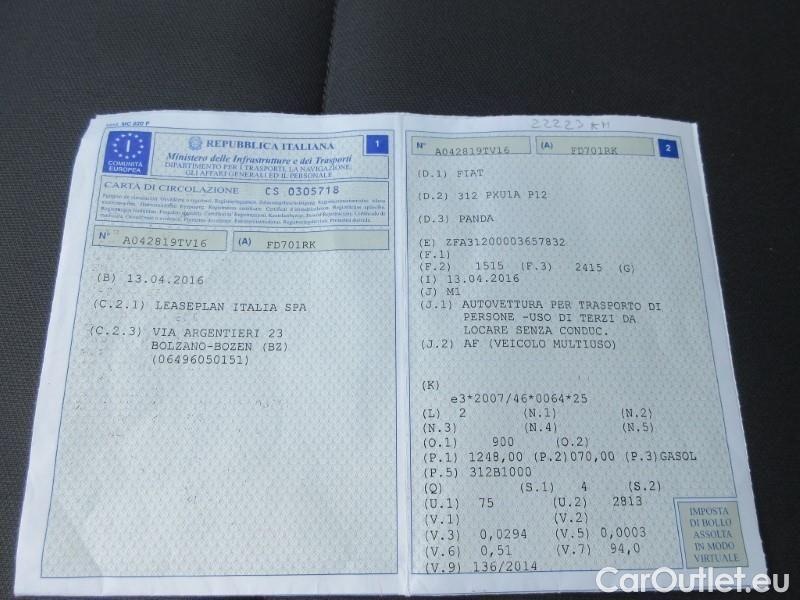 MC 820 F
I
COMUNITÀ
EUROPEA
REPUBBLICA ITALIANA
1
Ministero delle Infrastrutture e dei Trasporti
DIPARTIMENTO PER I TRASPORTI, LA NAVIGAZIONE,
GLI AFFARI GENERALI ED IL PERSONALE
CARTA DI CIRCOLAZIONE CS 0305718
N° A042819TV16 (A) FD701RK
(B) 13.04.2016
(C.2.1) LEASEPLAN ITALIA SPA
(C.2.3) VIA ARGENTIERI 23
BOLZANO-BOZEN (BZ)
(06496050151)
22223 KM
N° A042819TV16 (A) FD701RK 2
(D.1) FIAT
(D.2) 312 PXU1A P12
(D.3) PANDA
(E) ZFA31200003657832
(F.1)
(F.2) 1515 (F.3) 2415 (G)
(I) 13.04.2016
(J) M1
(J.1) AUTOVETTURA PER TRASPORTO DI
PERSONE -USO DI TERZI DA
LOCARE SENZA CONDUC.
(J.2) AF (VEICOLO MULTIUSO)
(K)
e3*2007/46*0064*25
(L) 2 (N.1) (N.2)
(N.3) (N.4) (N.5)
(O.1) 900 (O.2)
(P.1) 1248,00 (P.2)070,00 (P.3)GASOL
(P.5) 312B1000
(Q) (S.1) 4 (S.2)
(U.1) 75 (U.2) 2813
(V.1) (V.2)
(V.3) 0,0294 (V.5) 0,0003
(V.6) 0,51 (V.7) 94,0
(V.9) 136/2014
IMPOSTA
DI BOLLO
ASSOLTA
IN MODO
VIRTUALE
CarOutlet.eu